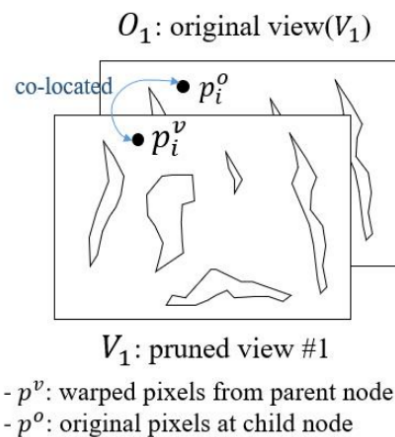 O₁: original view(V₁)
co-located
pᵢᵒ
pᵢᵛ
V₁: pruned view #1
- pᵛ: warped pixels from parent node
- pᵒ: original pixels at child node